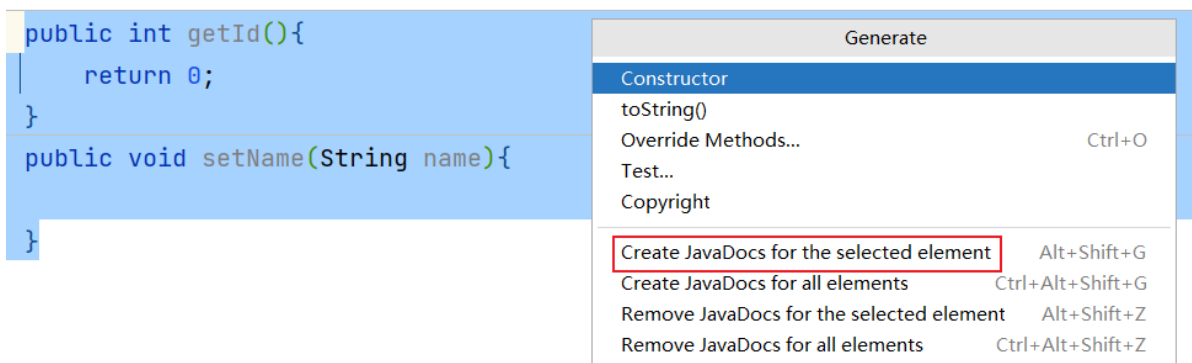 public int getId(){
    return 0;
}
public void setName(String name){
}
Generate
Constructor
toString()
Override Methods... Ctrl+O
Test...
Copyright
Create JavaDocs for the selected element Alt+Shift+G
Create JavaDocs for all elements Ctrl+Alt+Shift+G
Remove JavaDocs for the selected element Alt+Shift+Z
Remove JavaDocs for all elements Ctrl+Alt+Shift+Z